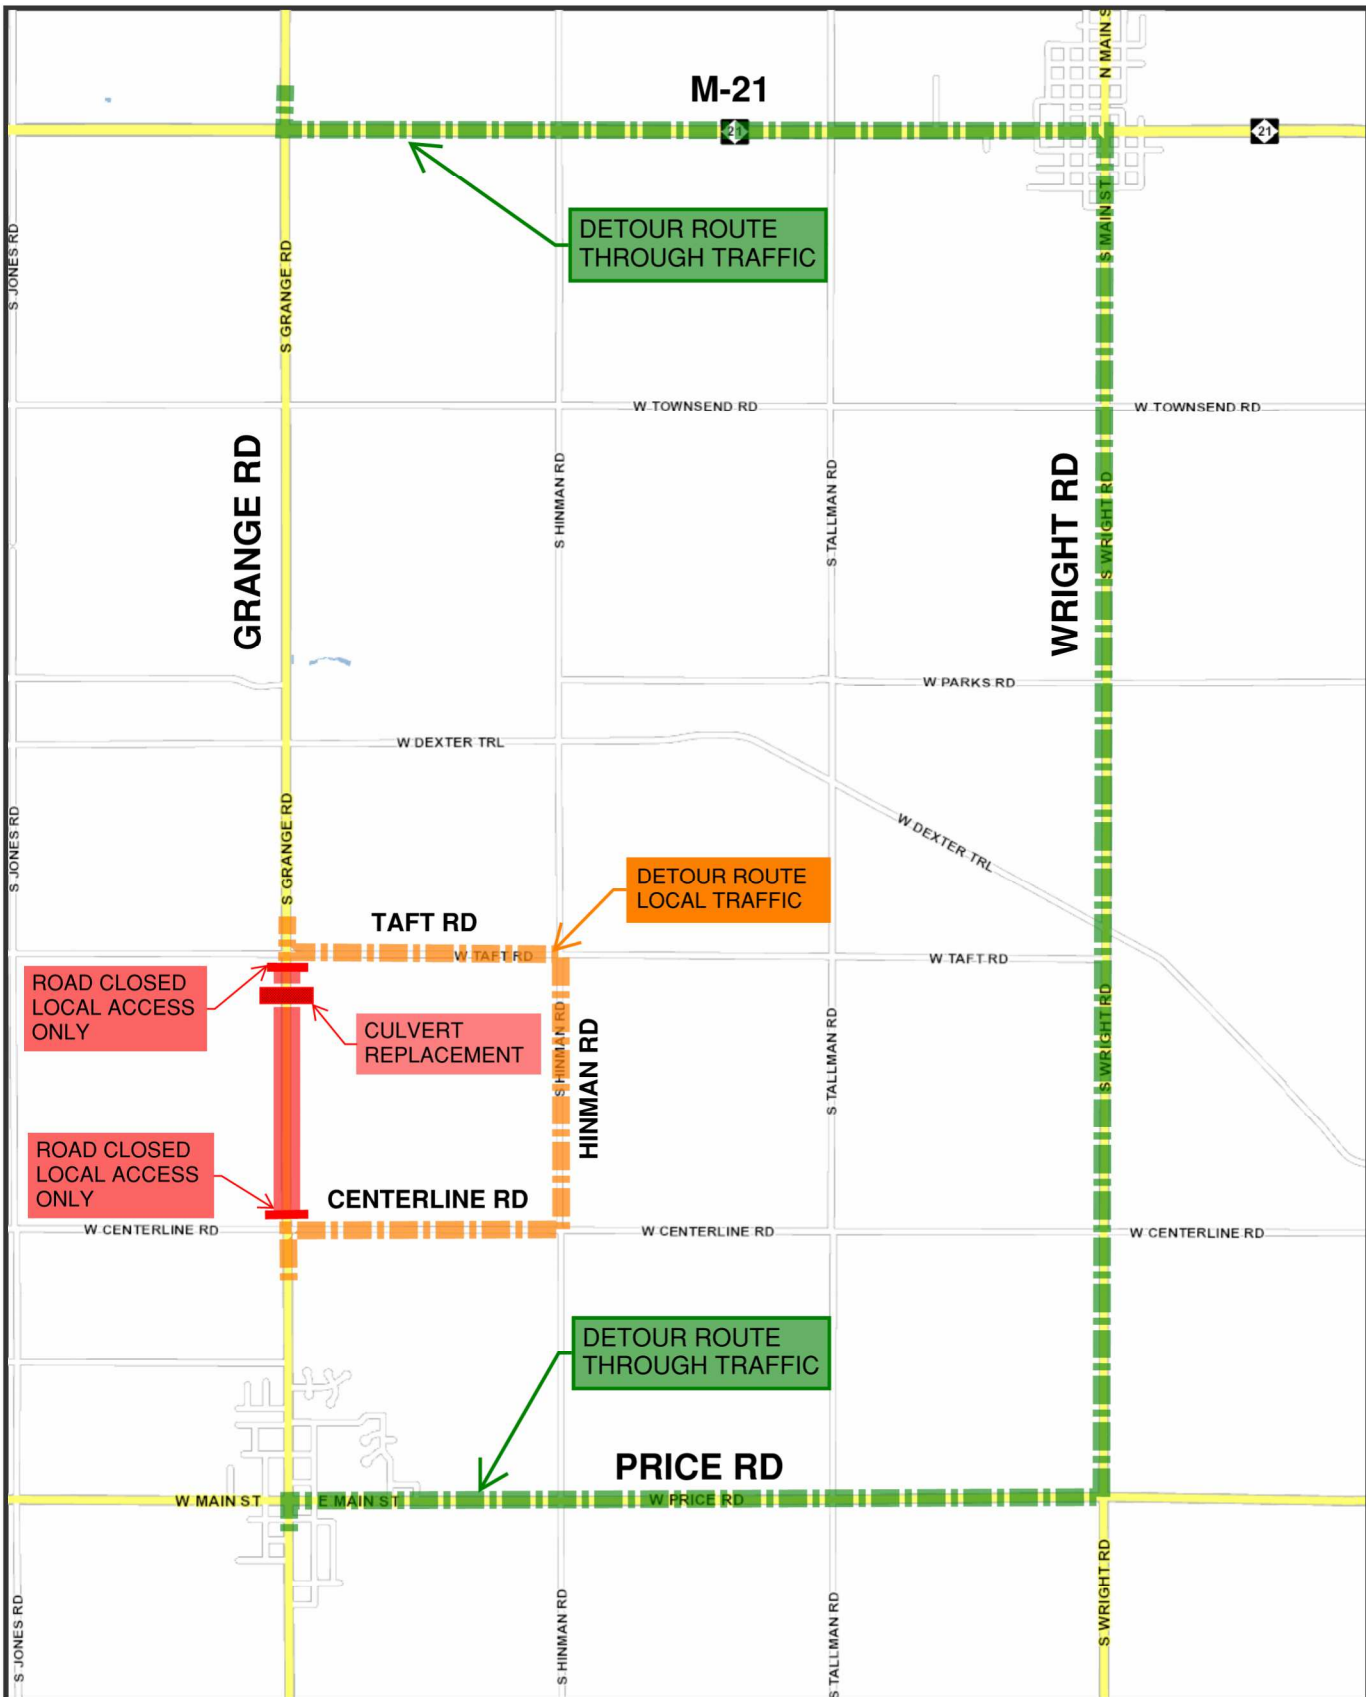 N MAIN S
M-21
21
21
DETOUR ROUTE
THROUGH TRAFFIC
S JONES RD
S GRANGE RD
S MAIN ST
W TOWNSEND RD
W TOWNSEND RD
GRANGE RD
S HINMAN RD
S TALLMAN RD
WRIGHT RD
S WRIGHT RD
W PARKS RD
W DEXTER TRL
W DEXTER TRL
S JONES RD
S GRANGE RD
DETOUR ROUTE
LOCAL TRAFFIC
TAFT RD
W TAFT RD
W TAFT RD
ROAD CLOSED
LOCAL ACCESS
ONLY
CULVERT
REPLACEMENT
S HINMAN RD
HINMAN RD
S TALLMAN RD
S WRIGHT RD
ROAD CLOSED
LOCAL ACCESS
ONLY
CENTERLINE RD
W CENTERLINE RD
W CENTERLINE RD
W CENTERLINE RD
DETOUR ROUTE
THROUGH TRAFFIC
PRICE RD
W MAIN ST
E MAIN ST
W PRICE RD
S JONES RD
S HINMAN RD
S TALLMAN RD
S WRIGHT RD